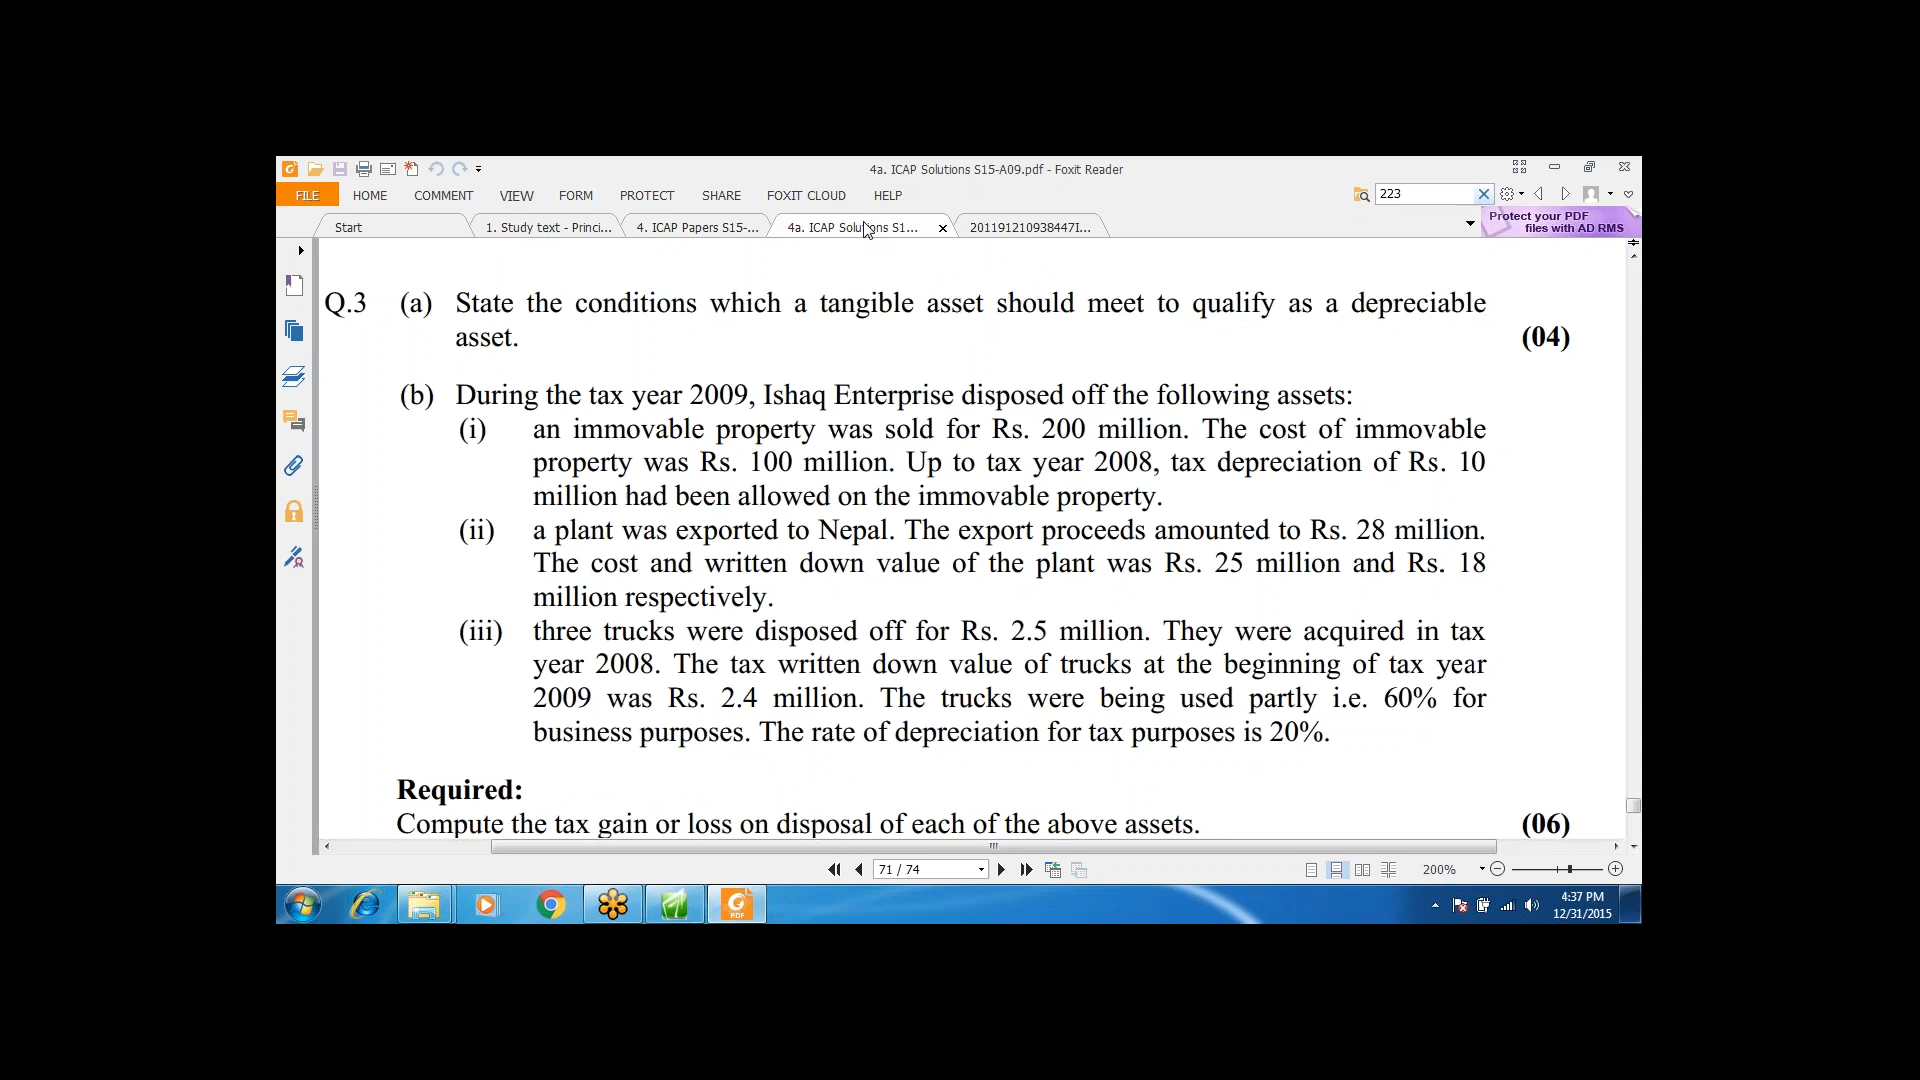 4a. ICAP Solutions S15-A09.pdf - Foxit Reader
FILE HOME COMMENT VIEW FORM PROTECT SHARE FOXIT CLOUD HELP 223
Start 1. Study text - Princi... 4. ICAP Papers S15-... 4a. ICAP Solutions S1... 201191210938447I...
Protect your PDF
files with AD RMS
Q.3 (a) State the conditions which a tangible asset should meet to qualify as a depreciable
asset. (04)
(b) During the tax year 2009, Ishaq Enterprise disposed off the following assets:
(i) an immovable property was sold for Rs. 200 million. The cost of immovable
property was Rs. 100 million. Up to tax year 2008, tax depreciation of Rs. 10
million had been allowed on the immovable property.
(ii) a plant was exported to Nepal. The export proceeds amounted to Rs. 28 million.
The cost and written down value of the plant was Rs. 25 million and Rs. 18
million respectively.
(iii) three trucks were disposed off for Rs. 2.5 million. They were acquired in tax
year 2008. The tax written down value of trucks at the beginning of tax year
2009 was Rs. 2.4 million. The trucks were being used partly i.e. 60% for
business purposes. The rate of depreciation for tax purposes is 20%.
Required:
Compute the tax gain or loss on disposal of each of the above assets. (06)
71 / 74 200%
PDF
4:37 PM
12/31/2015